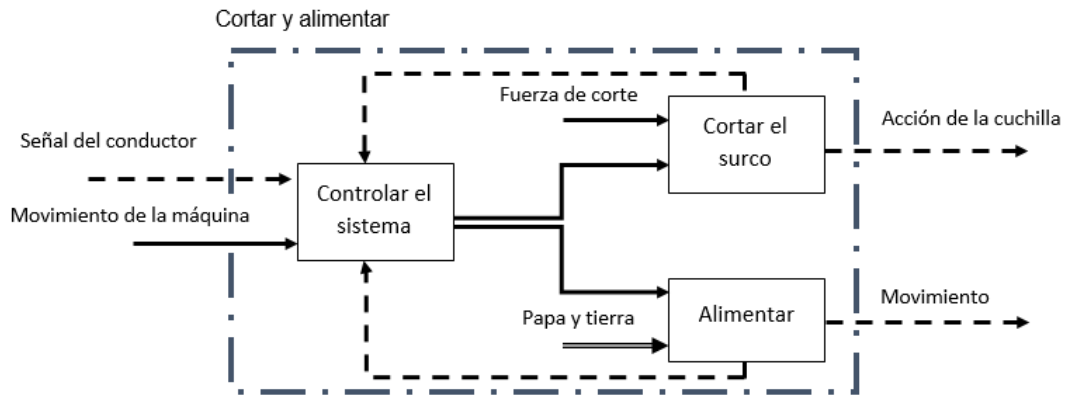 Cortar y alimentar
Fuerza de corte
Cortar el
surco
Acción de la cuchilla
Señal del conductor
Controlar el
sistema
Movimiento de la máquina
Papa y tierra
Alimentar
Movimiento